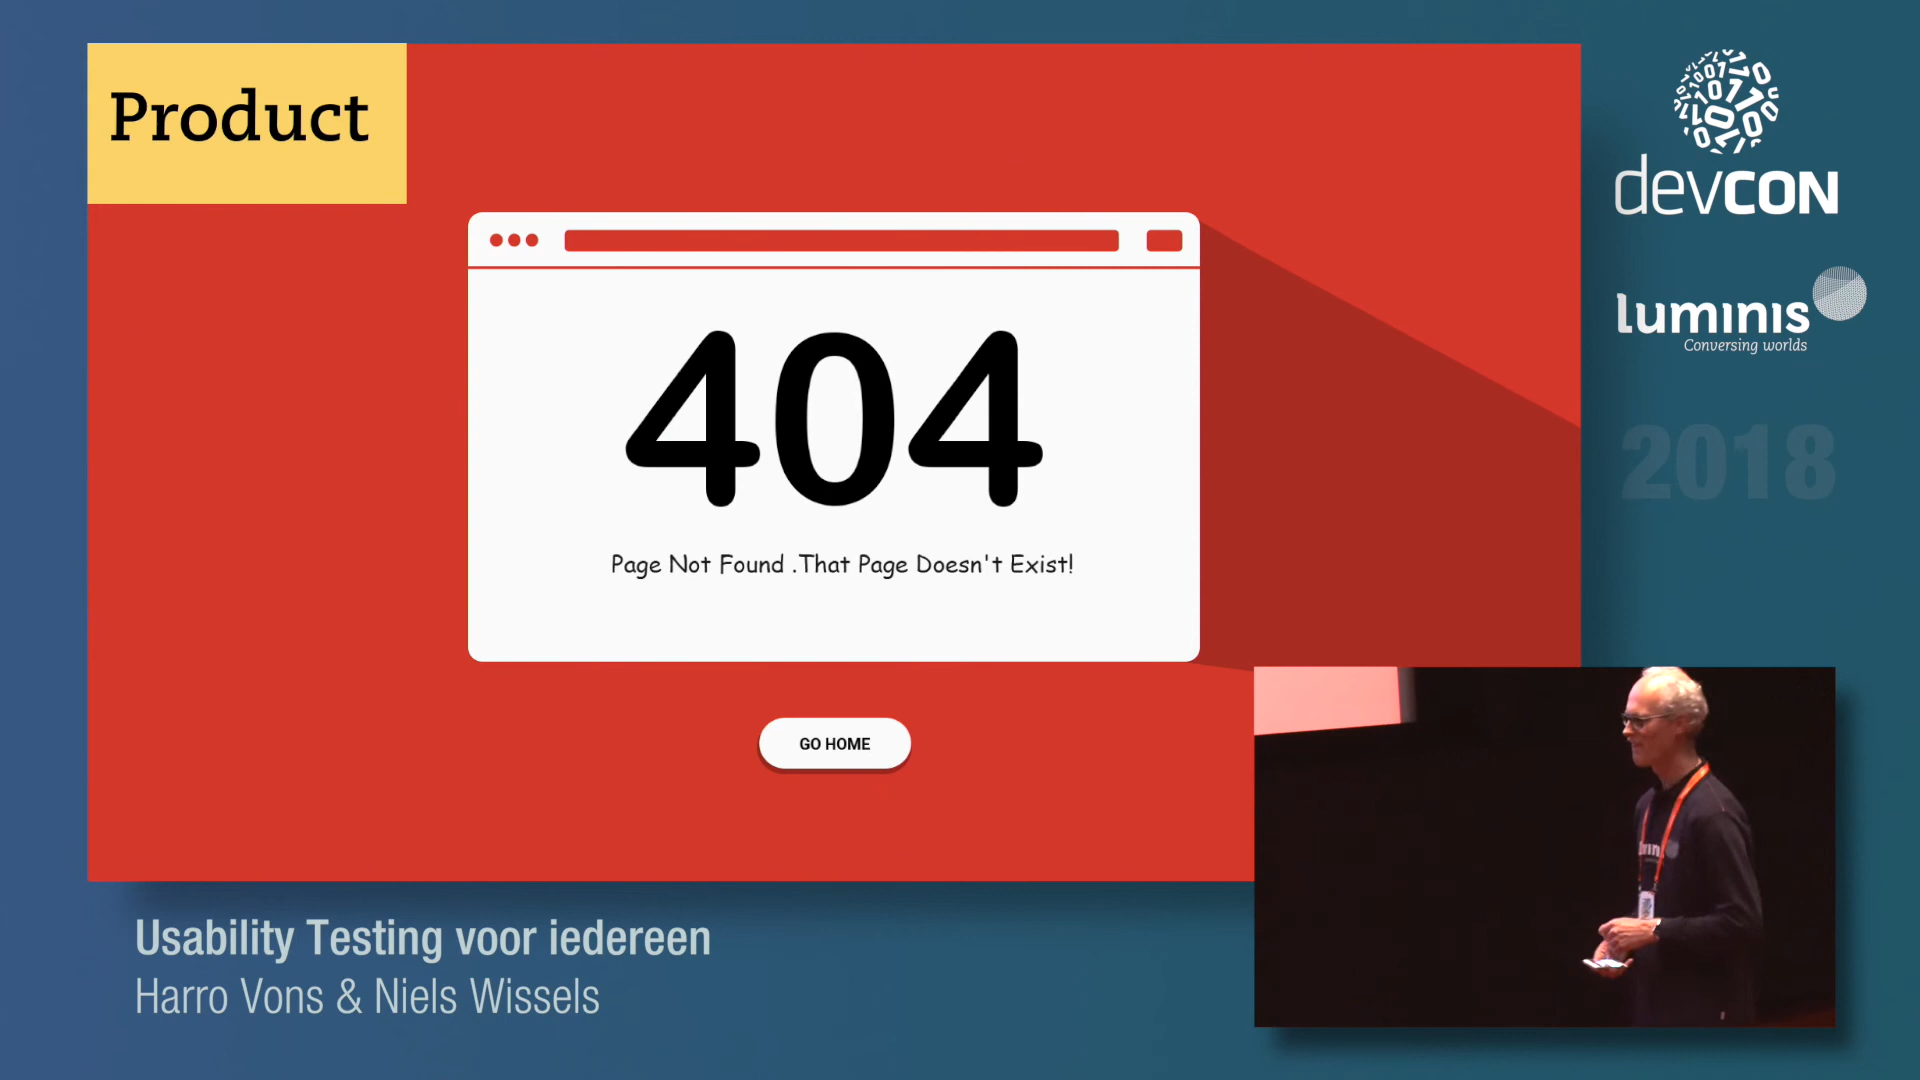 Product
404
Page Not Found .That Page Doesn't Exist!
GO HOME
devcon
luminis
Conversing worlds
2018
Usability Testing voor iedereen
Harro Vons & Niels Wissels